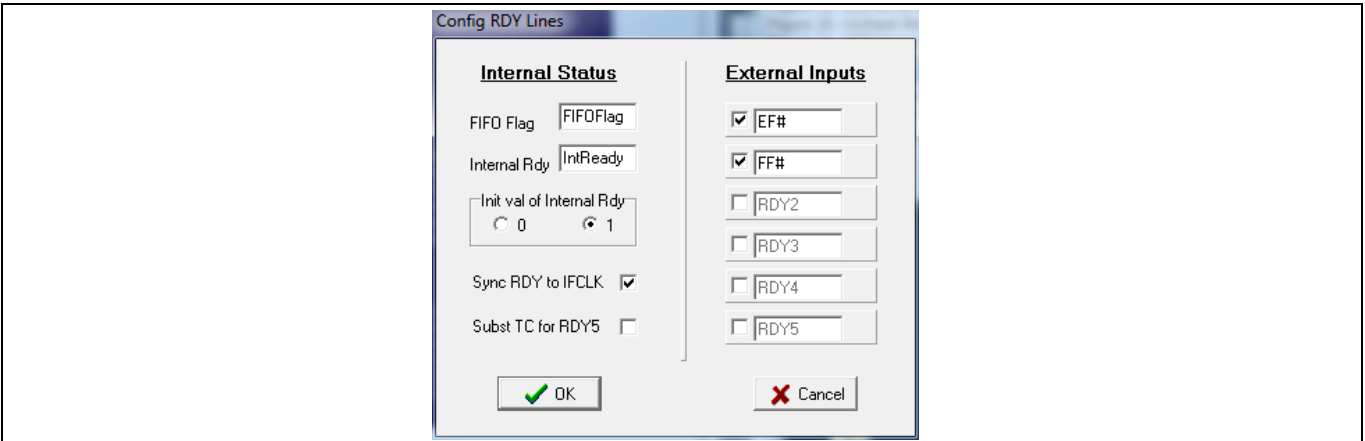 Config RDY Lines
Internal Status
FIFO Flag FIFOFlag
Internal Rdy IntReady
Init val of Internal Rdy
0 1
Sync RDY to IFCLK
Subst TC for RDY5
OK
External Inputs
EF#
FF#
RDY2
RDY3
RDY4
RDY5
Cancel